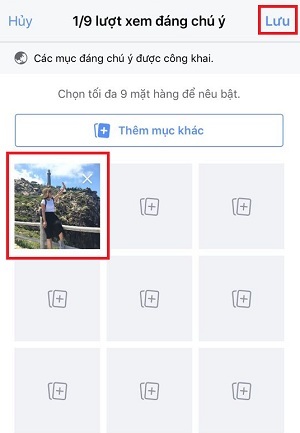 Hủy 1/9 lượt xem đáng chú ý Lưu
Các mục đáng chú ý được công khai.
Chọn tối đa 9 mặt hàng để nêu bật.
Thêm mục khác